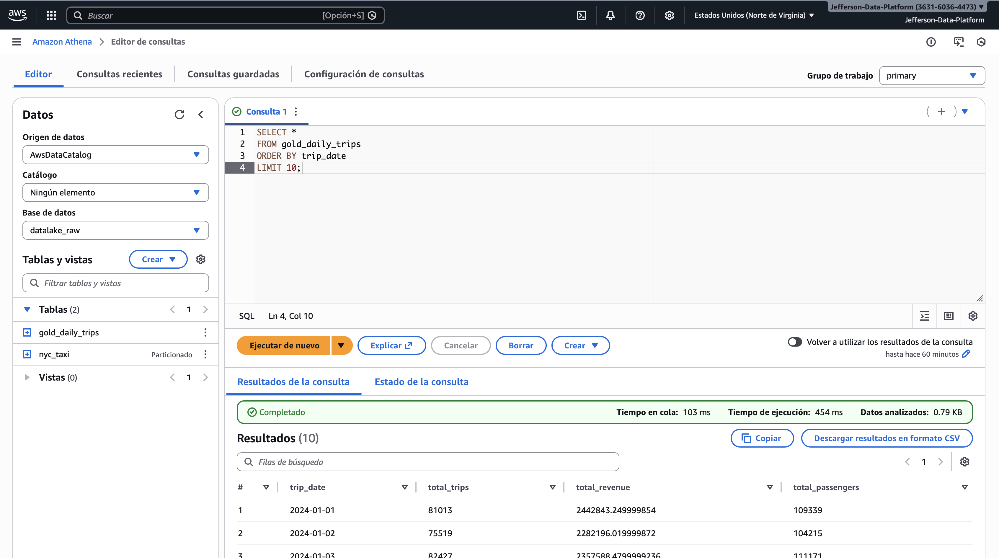 aws
Buscar [Opción+S]
Estados Unidos (Norte de Virginia)
Jefferson-Data-Platform (3631-6036-4473)
Jefferson-Data-Platform
Amazon Athena > Editor de consultas
Editor Consultas recientes Consultas guardadas Configuración de consultas
Grupo de trabajo primary
Datos
Origen de datos
AwsDataCatalog
Catálogo
Ningún elemento
Base de datos
datalake_raw
Tablas y vistas Crear
Filtrar tablas y vistas
Tablas (2) 1
gold_daily_trips
nyc_taxi Particionado
Vistas (0) 1
Consulta 1
1 SELECT *
2 FROM gold_daily_trips
3 ORDER BY trip_date
4 LIMIT 10;
SQL Ln 4, Col 10
Ejecutar de nuevo Explicar Cancelar Borrar Crear
Volver a utilizar los resultados de la consulta
hasta hace 60 minutos
Resultados de la consulta Estado de la consulta
Completado Tiempo en cola: 103 ms Tiempo de ejecución: 454 ms Datos analizados: 0.79 KB
Resultados (10) Copiar Descargar resultados en formato CSV
Filas de búsqueda 1
# trip_date total_trips total_revenue total_passengers
1 2024-01-01 81013 2442843.249999854 109339
2 2024-01-02 75519 2282196.019999872 104215
3 2024-01-03 82427 2357588.4799999236 111171